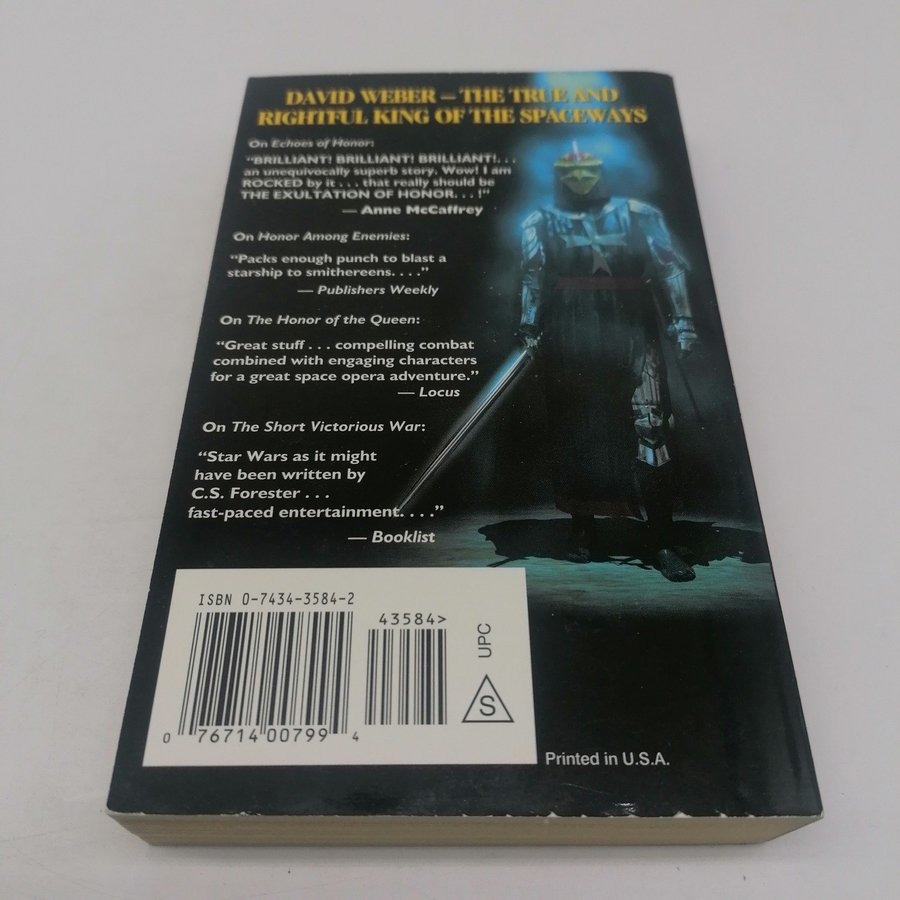 DAVID WEBER – THE TRUE AND
RIGHTFUL KING OF THE SPACEWAYS
On Echoes of Honor:
“BRILLIANT! BRILLIANT! BRILLIANT!. . .
an unequivocally superb story. Wow! I am
ROCKED by it . . . that really should be
THE EXULTATION OF HONOR. . . !”
— Anne McCaffrey
On Honor Among Enemies:
“Packs enough punch to blast a
starship to smithereens. . . .”
— Publishers Weekly
On The Honor of the Queen:
“Great stuff . . . compelling combat
combined with engaging characters
for a great space opera adventure.”
— Locus
On The Short Victorious War:
“Star Wars as it might
have been written by
C.S. Forester . . .
fast-paced entertainment. . . .”
— Booklist
ISBN 0-7434-3584-2
43584>
UPC
S
0 76714 00799 4
Printed in U.S.A.